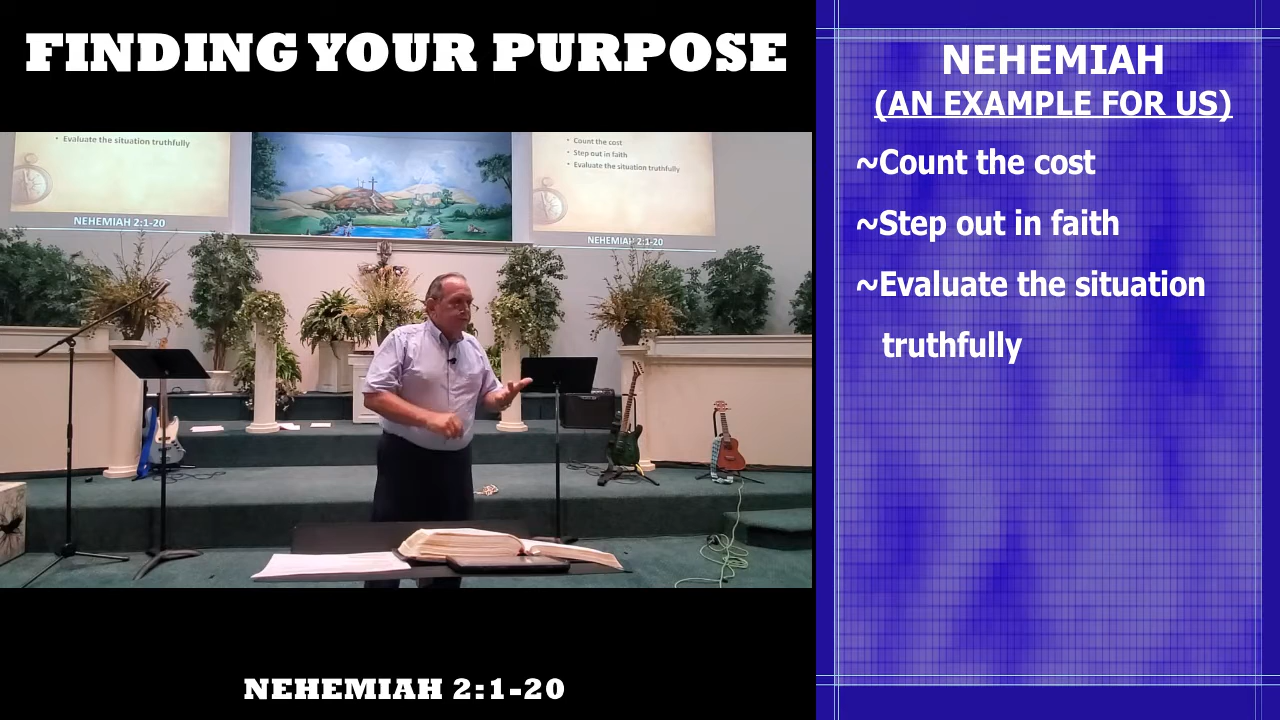 FINDING YOUR PURPOSE
• Evaluate the situation truthfully
NEHEMIAH 2:1-20
• Count the cost
• Step out in faith
• Evaluate the situation truthfully
NEHEMIAH 2:1-20
NEHEMIAH 2:1-20
NEHEMIAH
(AN EXAMPLE FOR US)
~Count the cost
~Step out in faith
~Evaluate the situation
truthfully